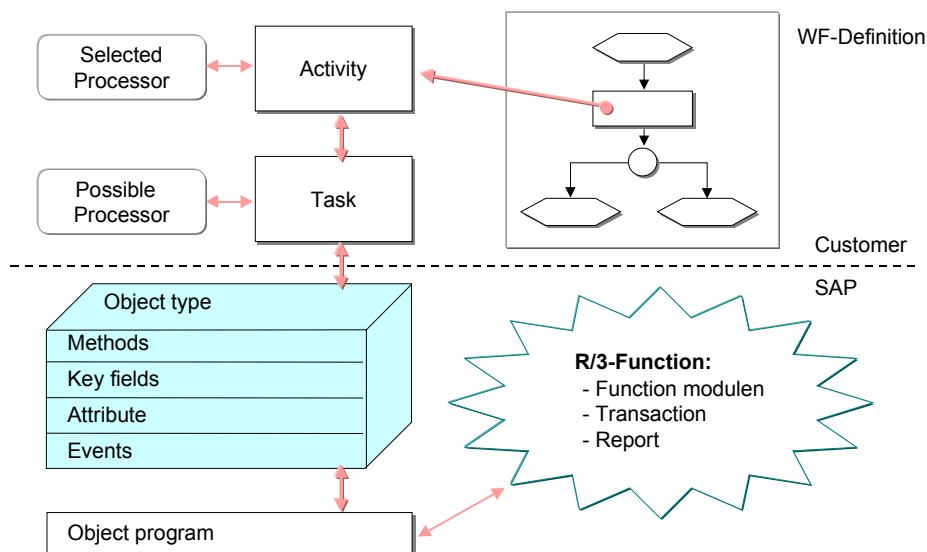 WF-Definition
Selected
Processor
Activity
Possible
Processor
Task
Customer
SAP
Object type
Methods
Key fields
Attribute
Events
R/3-Function:
- Function modulen
- Transaction
- Report
Object program